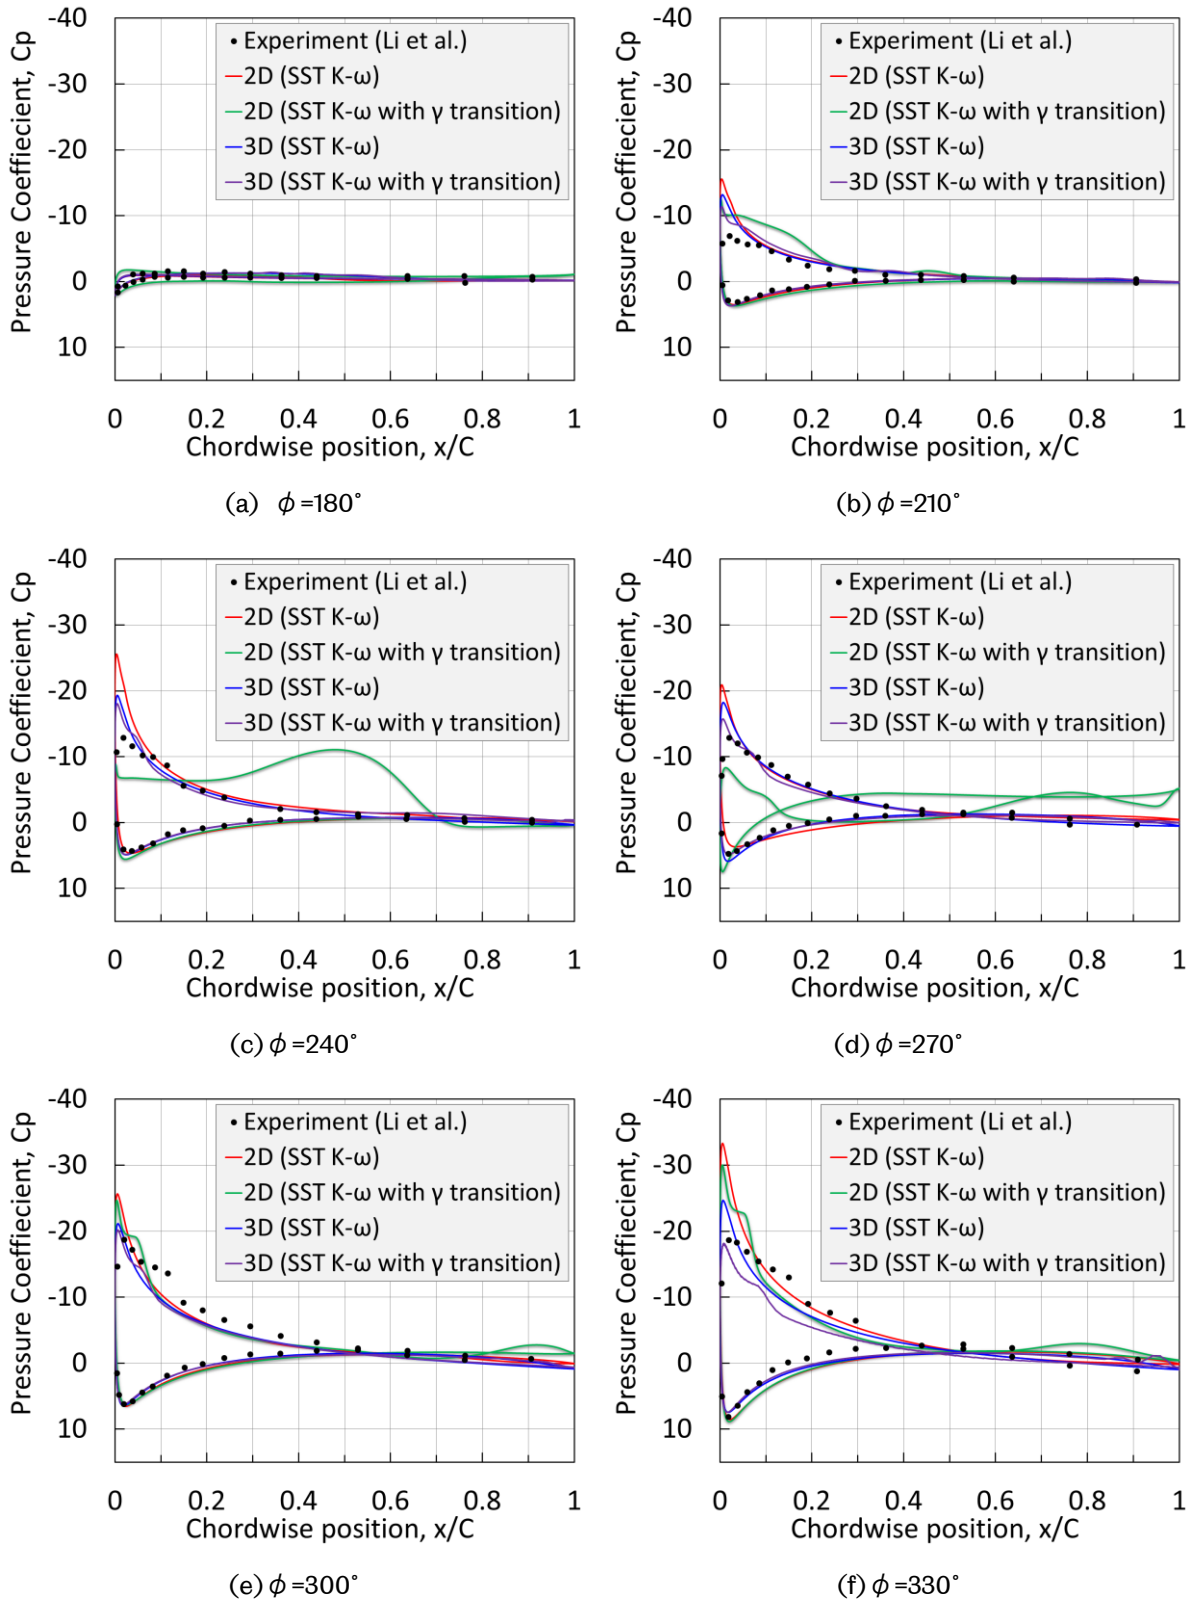 Pressure Coeffiecient, Cp
-40
-30
-20
-10
0
10
Experiment (Li et al.)
2D (SST K-ω)
2D (SST K-ω with γ transition)
3D (SST K-ω)
3D (SST K-ω with γ transition)
0 0.2 0.4 0.6 0.8 1
Chordwise position, x/C
(a) ϕ=180°
Pressure Coeffiecient, Cp
-40
-30
-20
-10
0
10
Experiment (Li et al.)
2D (SST K-ω)
2D (SST K-ω with γ transition)
3D (SST K-ω)
3D (SST K-ω with γ transition)
0 0.2 0.4 0.6 0.8 1
Chordwise position, x/C
(b) ϕ=210°
Pressure Coeffiecient, Cp
-40
-30
-20
-10
0
10
Experiment (Li et al.)
2D (SST K-ω)
2D (SST K-ω with γ transition)
3D (SST K-ω)
3D (SST K-ω with γ transition)
0 0.2 0.4 0.6 0.8 1
Chordwise position, x/C
(c) ϕ=240°
Pressure Coeffiecient, Cp
-40
-30
-20
-10
0
10
Experiment (Li et al.)
2D (SST K-ω)
2D (SST K-ω with γ transition)
3D (SST K-ω)
3D (SST K-ω with γ transition)
0 0.2 0.4 0.6 0.8 1
Chordwise position, x/C
(d) ϕ=270°
Pressure Coeffiecient, Cp
-40
-30
-20
-10
0
10
Experiment (Li et al.)
2D (SST K-ω)
2D (SST K-ω with γ transition)
3D (SST K-ω)
3D (SST K-ω with γ transition)
0 0.2 0.4 0.6 0.8 1
Chordwise position, x/C
(e) ϕ=300°
Pressure Coeffiecient, Cp
-40
-30
-20
-10
0
10
Experiment (Li et al.)
2D (SST K-ω)
2D (SST K-ω with γ transition)
3D (SST K-ω)
3D (SST K-ω with γ transition)
0 0.2 0.4 0.6 0.8 1
Chordwise position, x/C
(f) ϕ=330°